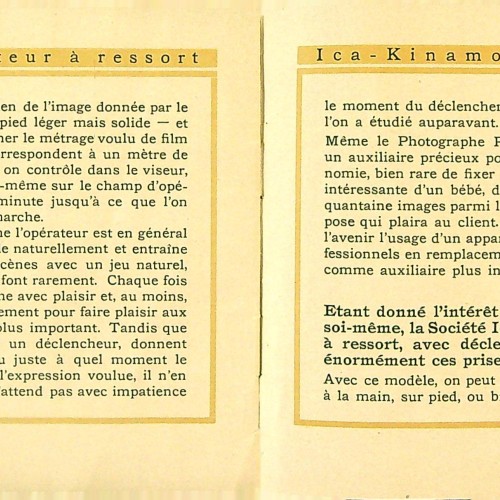 eur à ressort
en de l'image donnée par le
pied léger mais solide — et
ner le métrage voulu de film
rrespondent à un mètre de
on contrôle dans le viseur,
-même sur le champ d'opé-
minute jusqu'à ce que l'on
arche.
ne l'opérateur est en général
le naturellement et entraîne
cènes avec un jeu naturel,
font rarement. Chaque fois
ne avec plaisir et, au moins,
ement pour faire plaisir aux
plus important. Tandis que
un déclencheur, donnent
u juste à quel moment le
l'expression voulue, il n'en
'attend pas avec impatience
Ica-Kinamo
le moment du déclencher
l'on a étudié auparavant.
Même le Photographe P
un auxiliaire précieux po
nomie, bien rare de fixer
intéressante d'un bébé, d
quantaine images parmi l
pose qui plaira au client.
l'avenir l'usage d'un appa
fessionnels en remplacem
comme auxiliaire plus in
Etant donné l'intérêt
soi-même, la Société I
à ressort, avec décle
énormément ces prise
Avec ce modèle, on peut
à la main, sur pied, ou b